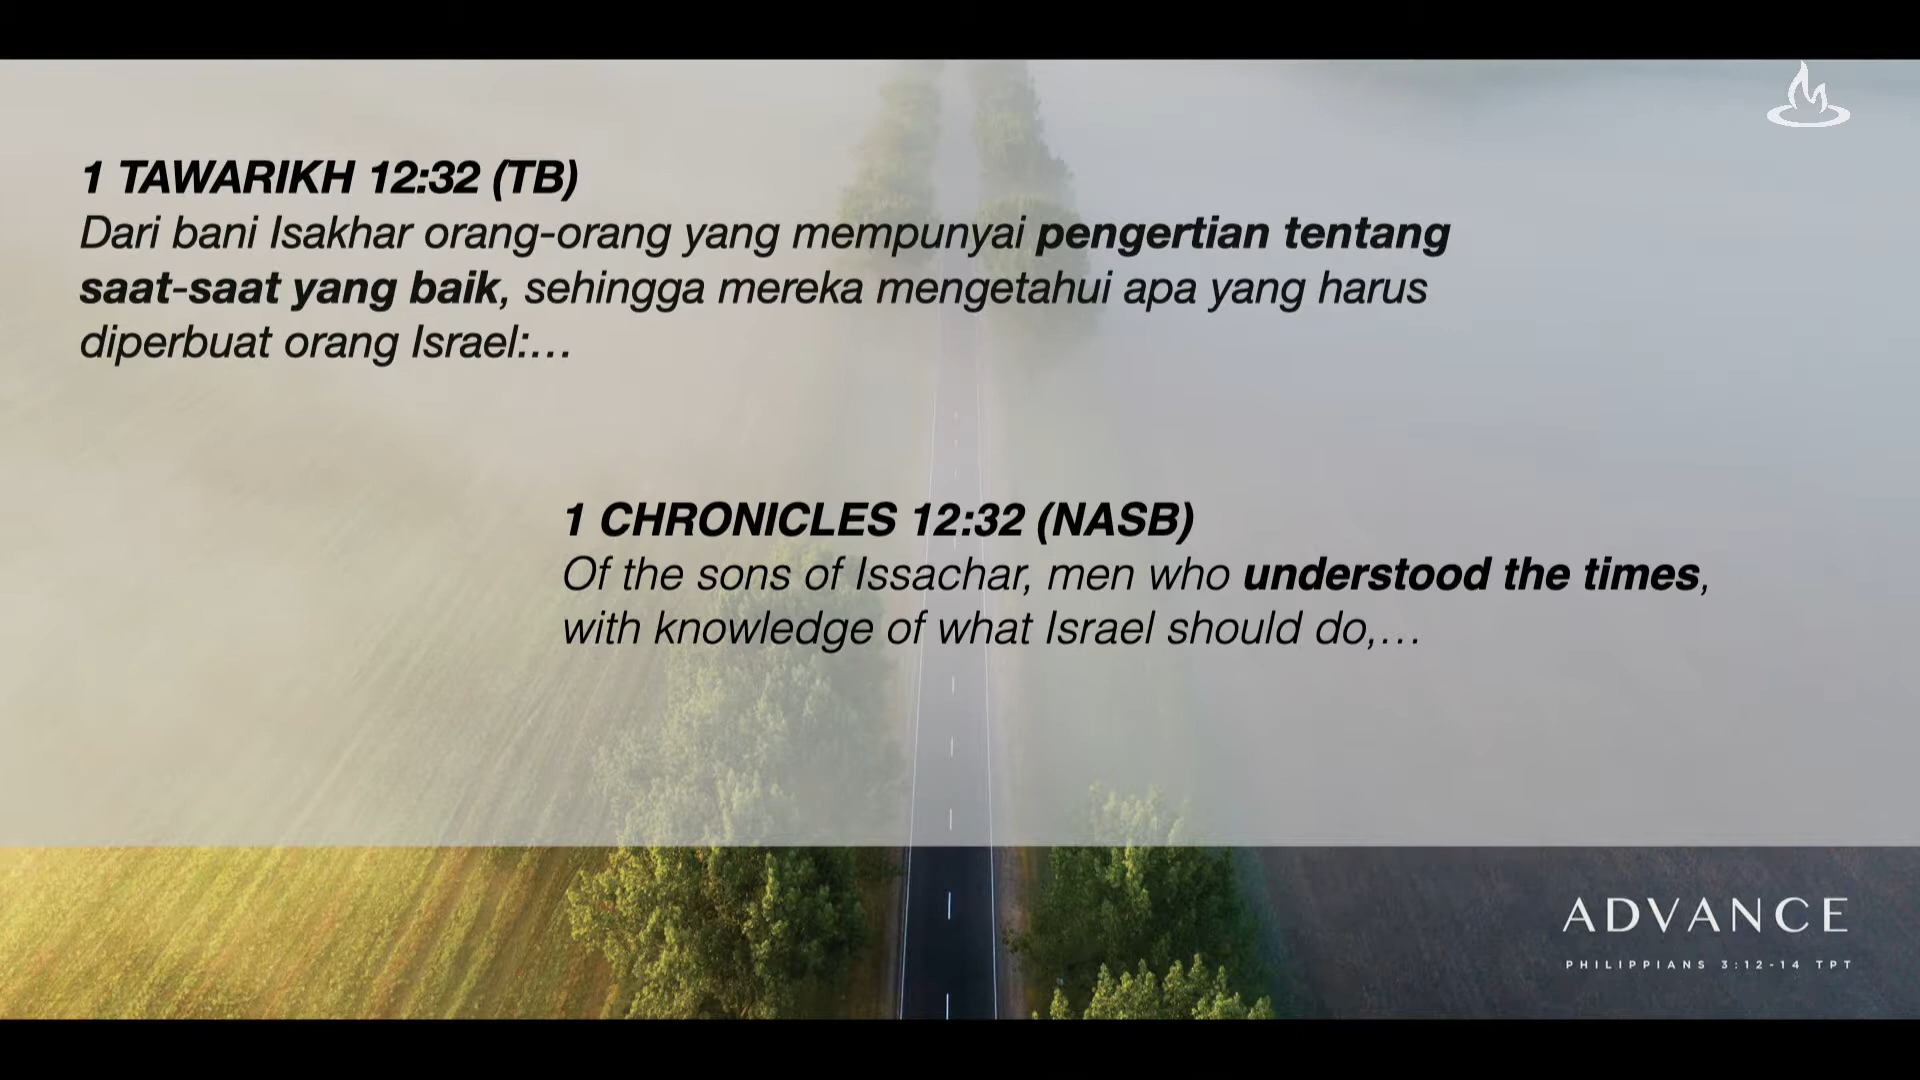 1 TAWARIKH 12:32 (TB)
Dari bani Isakhar orang-orang yang mempunyai pengertian tentang
saat-saat yang baik, sehingga mereka mengetahui apa yang harus
diperbuat orang Israel:…
1 CHRONICLES 12:32 (NASB)
Of the sons of Issachar, men who understood the times,
with knowledge of what Israel should do,…
ADVANCE
PHILIPPIANS 3:12-14 TPT